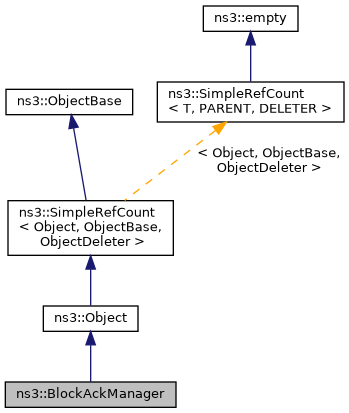 ns3::empty
ns3::ObjectBase
ns3::SimpleRefCount
< T, PARENT, DELETER >
< Object, ObjectBase,
ObjectDeleter >
ns3::SimpleRefCount
< Object, ObjectBase,
ObjectDeleter >
ns3::Object
ns3::BlockAckManager